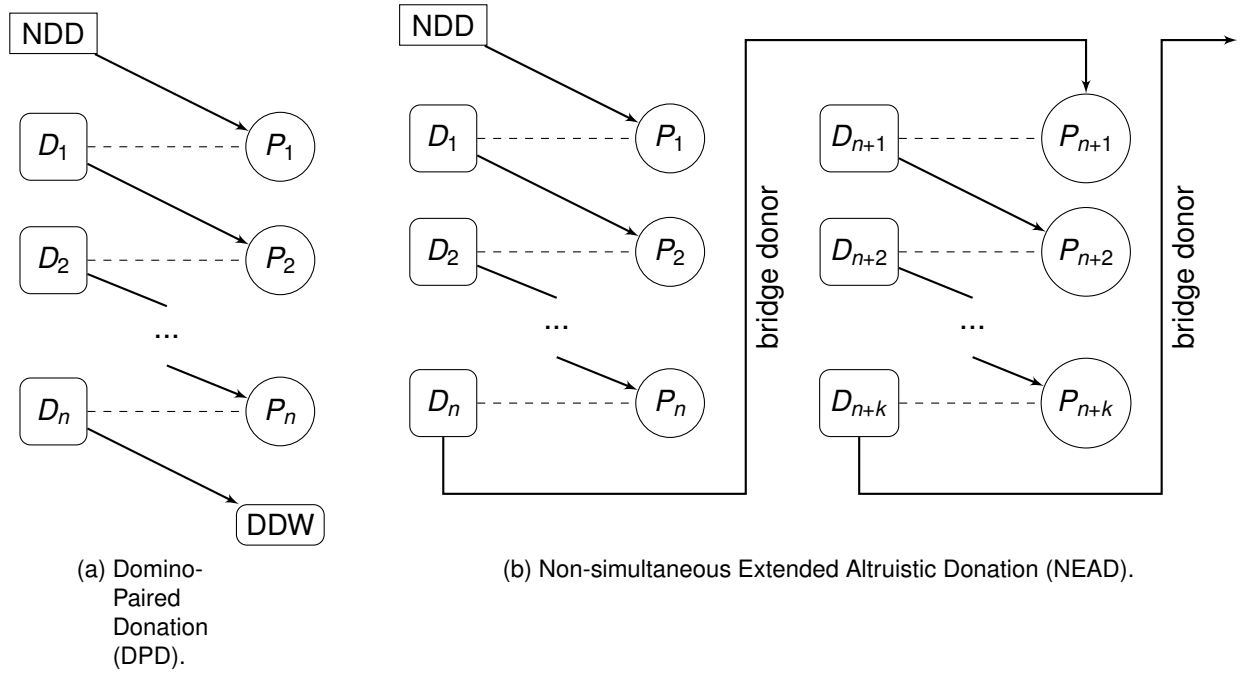 NDD
D1
P1
D2
P2
...
Dn
Pn
DDW
(a) Domino-
Paired
Donation
(DPD).
NDD
D1
P1
D2
P2
...
Dn
Pn
bridge donor
Dn+1
Pn+1
Dn+2
Pn+2
...
Dn+k
Pn+k
bridge donor
(b) Non-simultaneous Extended Altruistic Donation (NEAD).